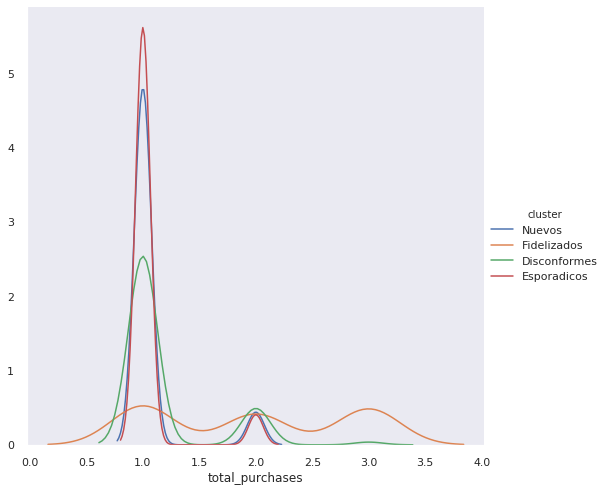 5
4
3
2
1
0
0.0 0.5 1.0 1.5 2.0 2.5 3.0 3.5 4.0
total_purchases
cluster
Nuevos
Fidelizados
Disconformes
Esporadicos